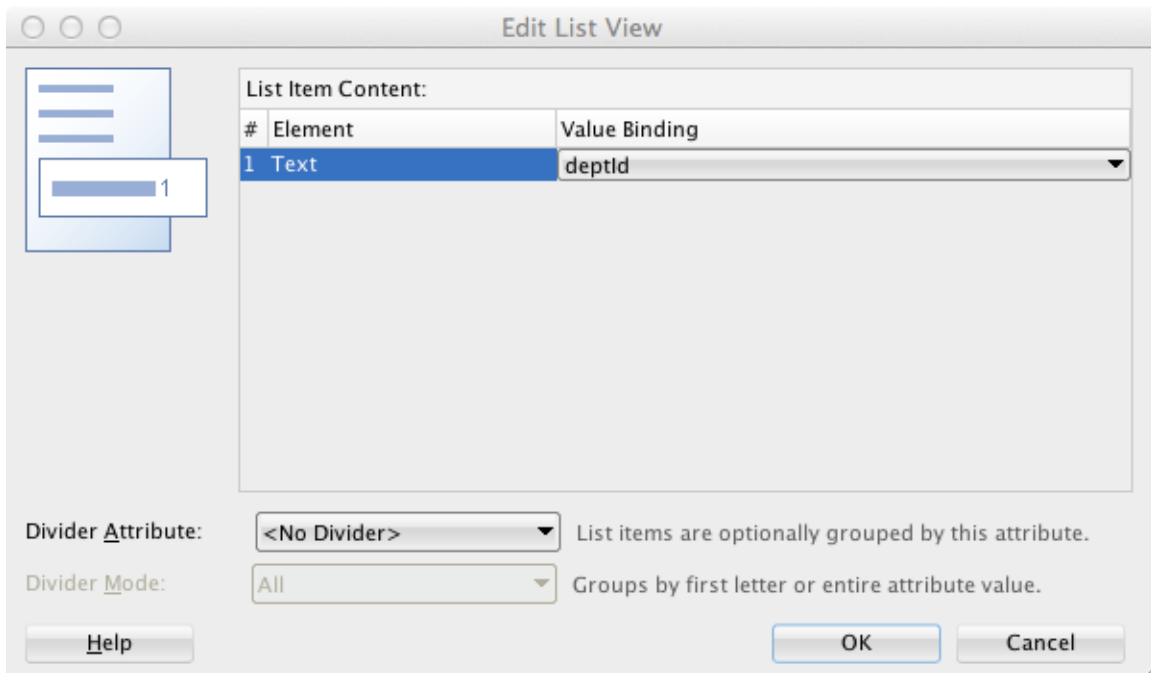 Edit List View
List Item Content:
# Element Value Binding
1 Text deptId
1
Divider Attribute: <No Divider> List items are optionally grouped by this attribute.
Divider Mode: All Groups by first letter or entire attribute value.
Help OK Cancel